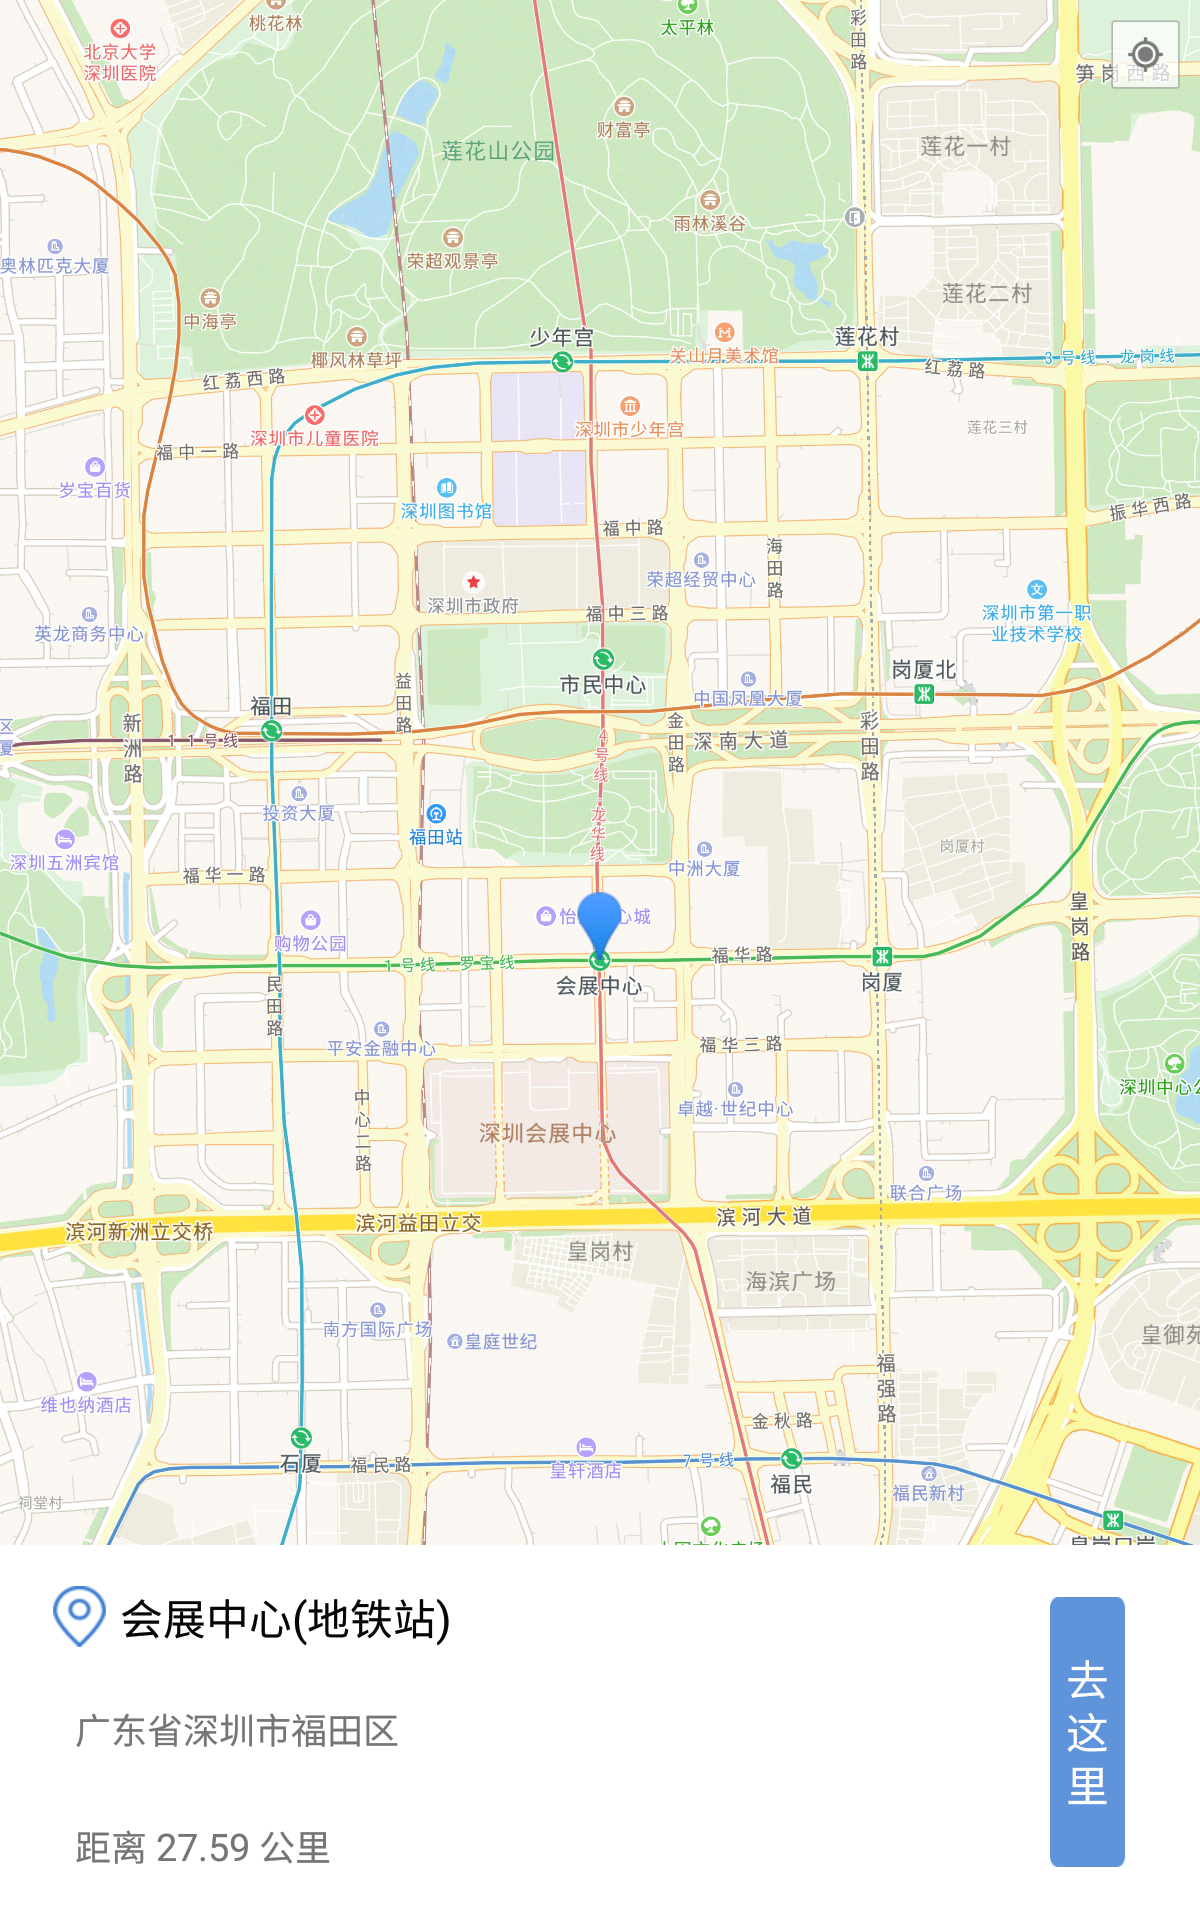 桃花林
太平林
彩田路
北京大学
深圳医院
笋岗西路
财富亭
莲花山公园
莲花一村
雨林溪谷
奥林匹克大厦
荣超观景亭
莲花二村
中海亭
少年宫
莲花村
椰风林草坪
关山月美术馆
3号线·龙岗线
红荔西路
红荔路
深圳市儿童医院
深圳市少年宫
莲花三村
福中一路
岁宝百货
深圳图书馆
振华西路
福中路
海田路
荣超经贸中心
深圳市政府
福中三路
深圳市第一职
业技术学校
英龙商务中心
岗厦北
市民中心
益田路
中国凤凰大厦
福田
新洲路
金田路
彩田路
区
厦
11号线
4号线 龙华线
深南大道
投资大厦
福田站
深圳五洲宾馆
岗厦村
福华一路
中洲大厦
皇岗路
心城
购物公园
福华路
1号线·罗宝线
会展中心
岗厦
民田路
平安金融中心
福华三路
深圳中心公
中心二路
卓越·世纪中心
深圳会展中心
联合广场
滨河新洲立交桥
滨河益田立交
滨河大道
皇岗村
海滨广场
南方国际广场
皇庭世纪
皇御苑
福强路
维也纳酒店
金秋路
石厦
福民路
皇轩酒店
7号线
福民
福民新村
祠堂村
皇岗口岸
会展中心(地铁站)
广东省深圳市福田区
距离 27.59 公里
去
这
里